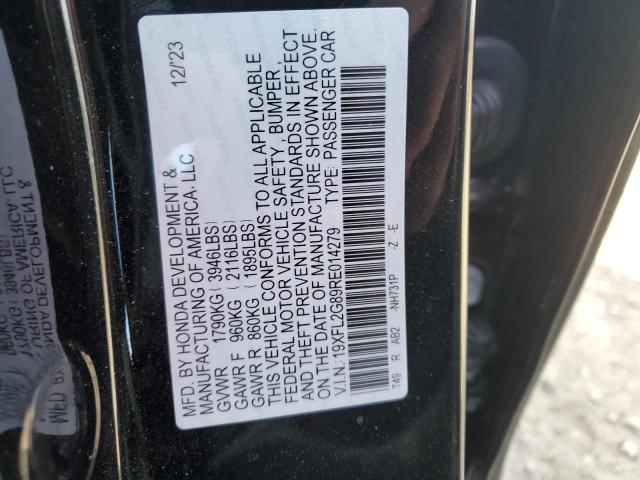 MFD. BY HONDA DEVELOPMENT & 12/'23
MANUFACTURING OF AMERICA, LLC.
GVWR 1790KG ( 3946LBS)
GAWR F 960KG ( 2116LBS)
GAWR R 860KG ( 1895LBS)
THIS VEHICLE CONFORMS TO ALL APPLICABLE
FEDERAL MOTOR VEHICLE SAFETY, BUMPER,
AND THEFT PREVENTION STANDARDS IN EFFECT
ON THE DATE OF MANUFACTURE SHOWN ABOVE.
V.I.N.:19XFL2G89RE014279 TYPE: PASSENGER CAR
T49 R AB2 -NH731P -Z -E